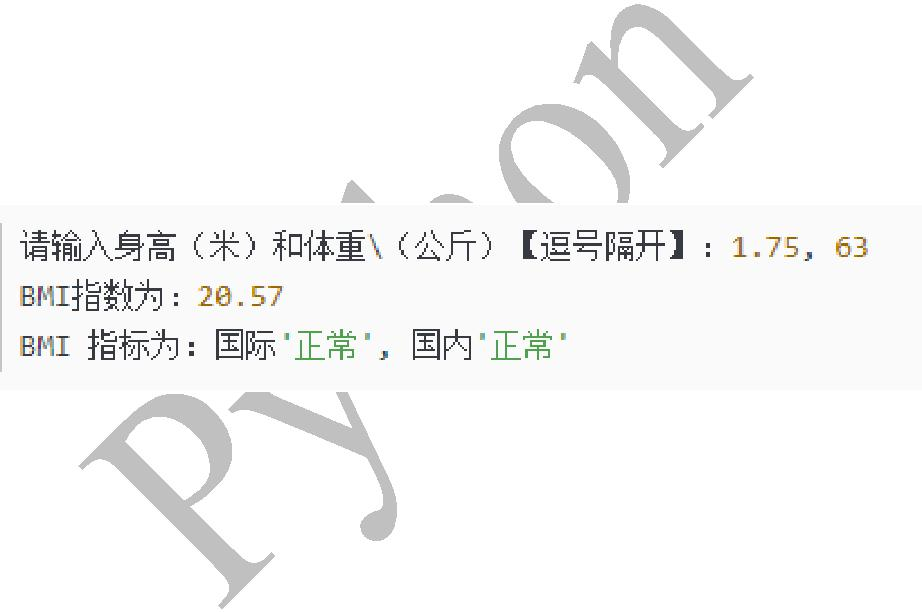 请输入身高（米）和体重\（公斤）【逗号隔开】：1.75, 63
BMI指数为：20.57
BMI 指标为：国际'正常', 国内'正常'
Python